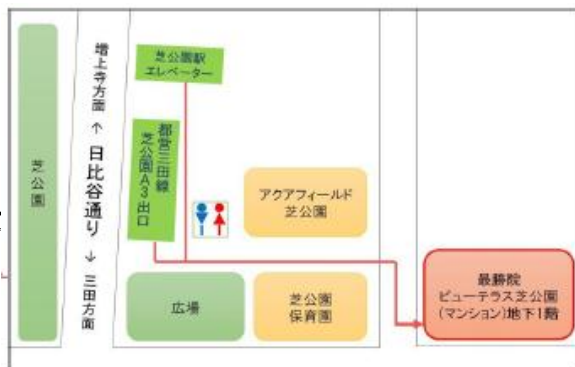 芝公園
増上寺方面
↑
日比谷通り
↓
三田方面
芝公園駅
エレベーター
都営三田線
芝公園A3出口
アクアフィールド
芝公園
広場
芝公園
保育園
最勝院
ビューテラス芝公園
(マンション)地下1階